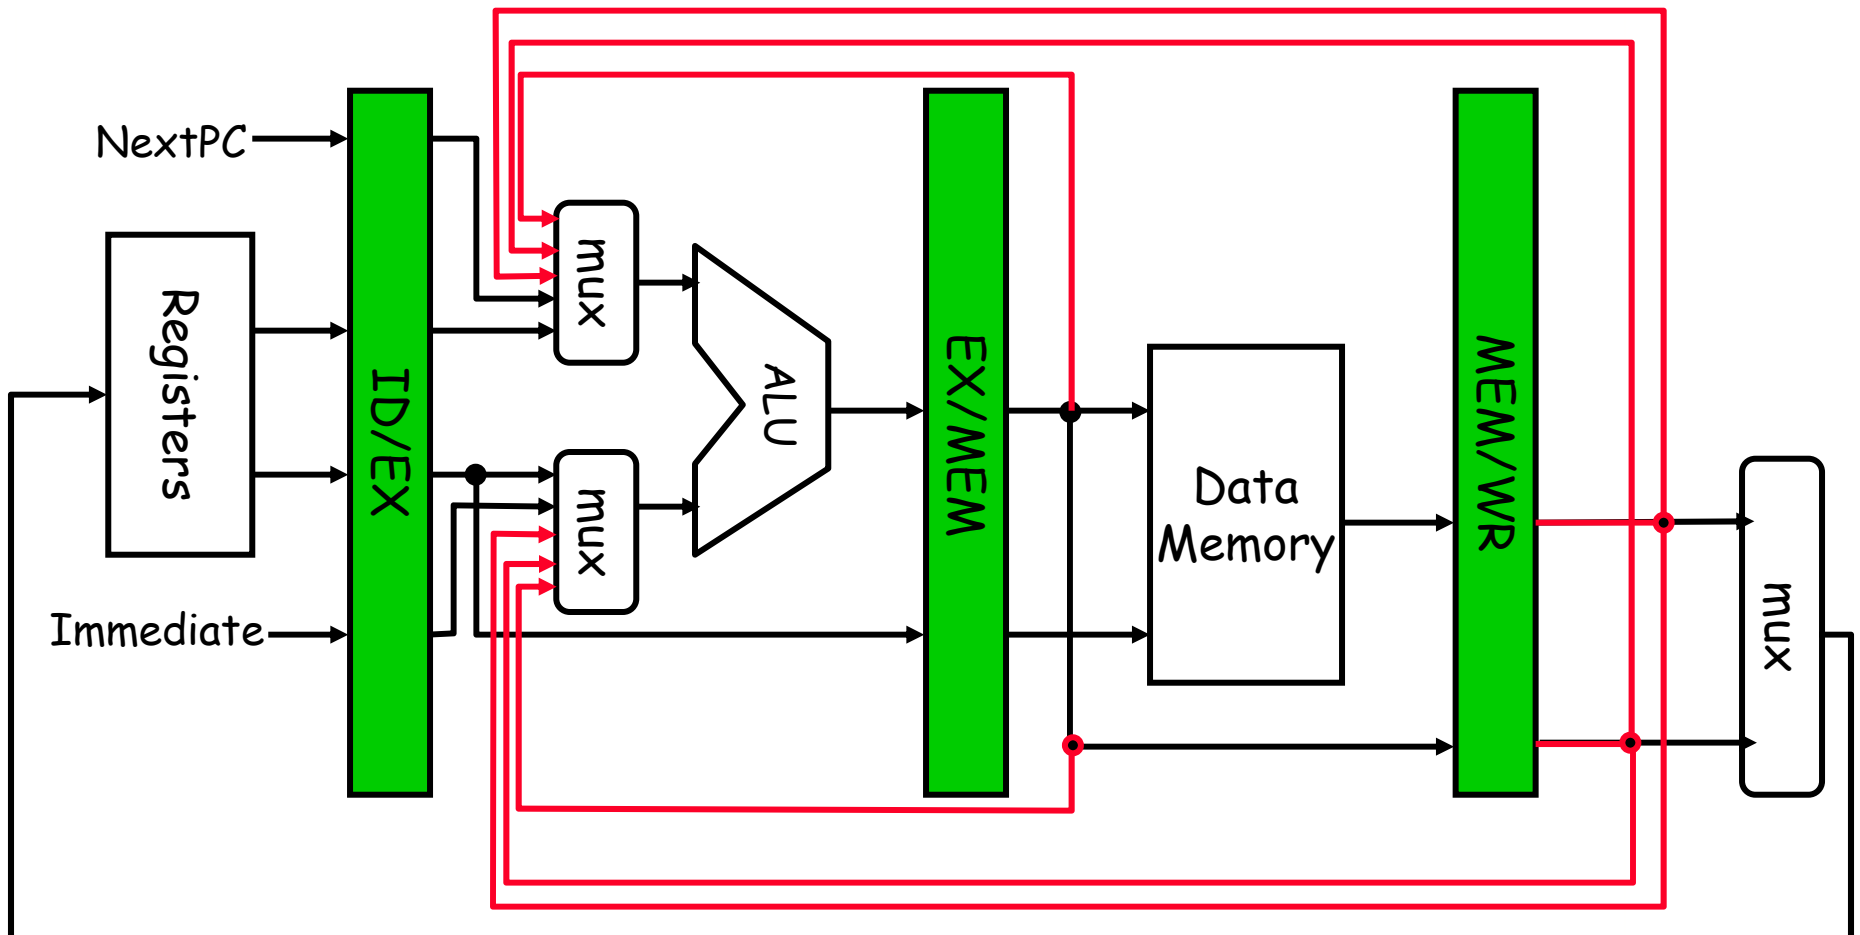 NextPC
Registers
Immediate
ID/EX
mux
mux
ALU
EX/MEM
Data
Memory
MEM/WR
mux